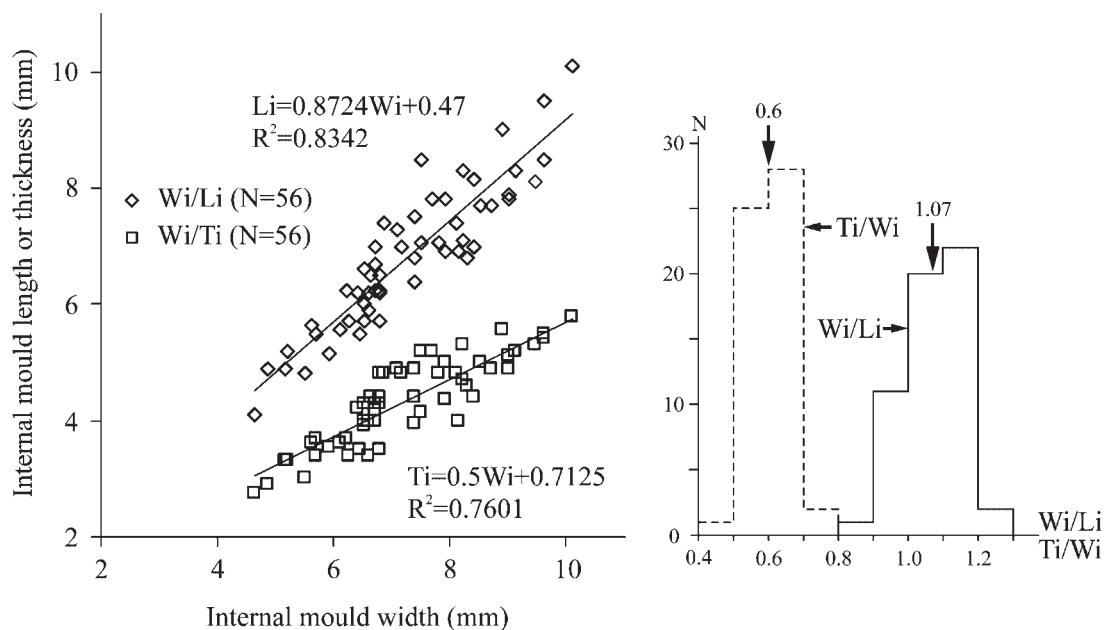 Internal mould length or thickness (mm)
10
8
6
4
2
Li=0.8724Wi+0.47
R²=0.8342
Wi/Li (N=56)
Wi/Ti (N=56)
Ti=0.5Wi+0.7125
R²=0.7601
2 4 6 8 10
Internal mould width (mm)
N
30
20
10
0
0.6
1.07
Ti/Wi
Wi/Li
0.4 0.6 0.8 1.0 1.2
Wi/Li
Ti/Wi